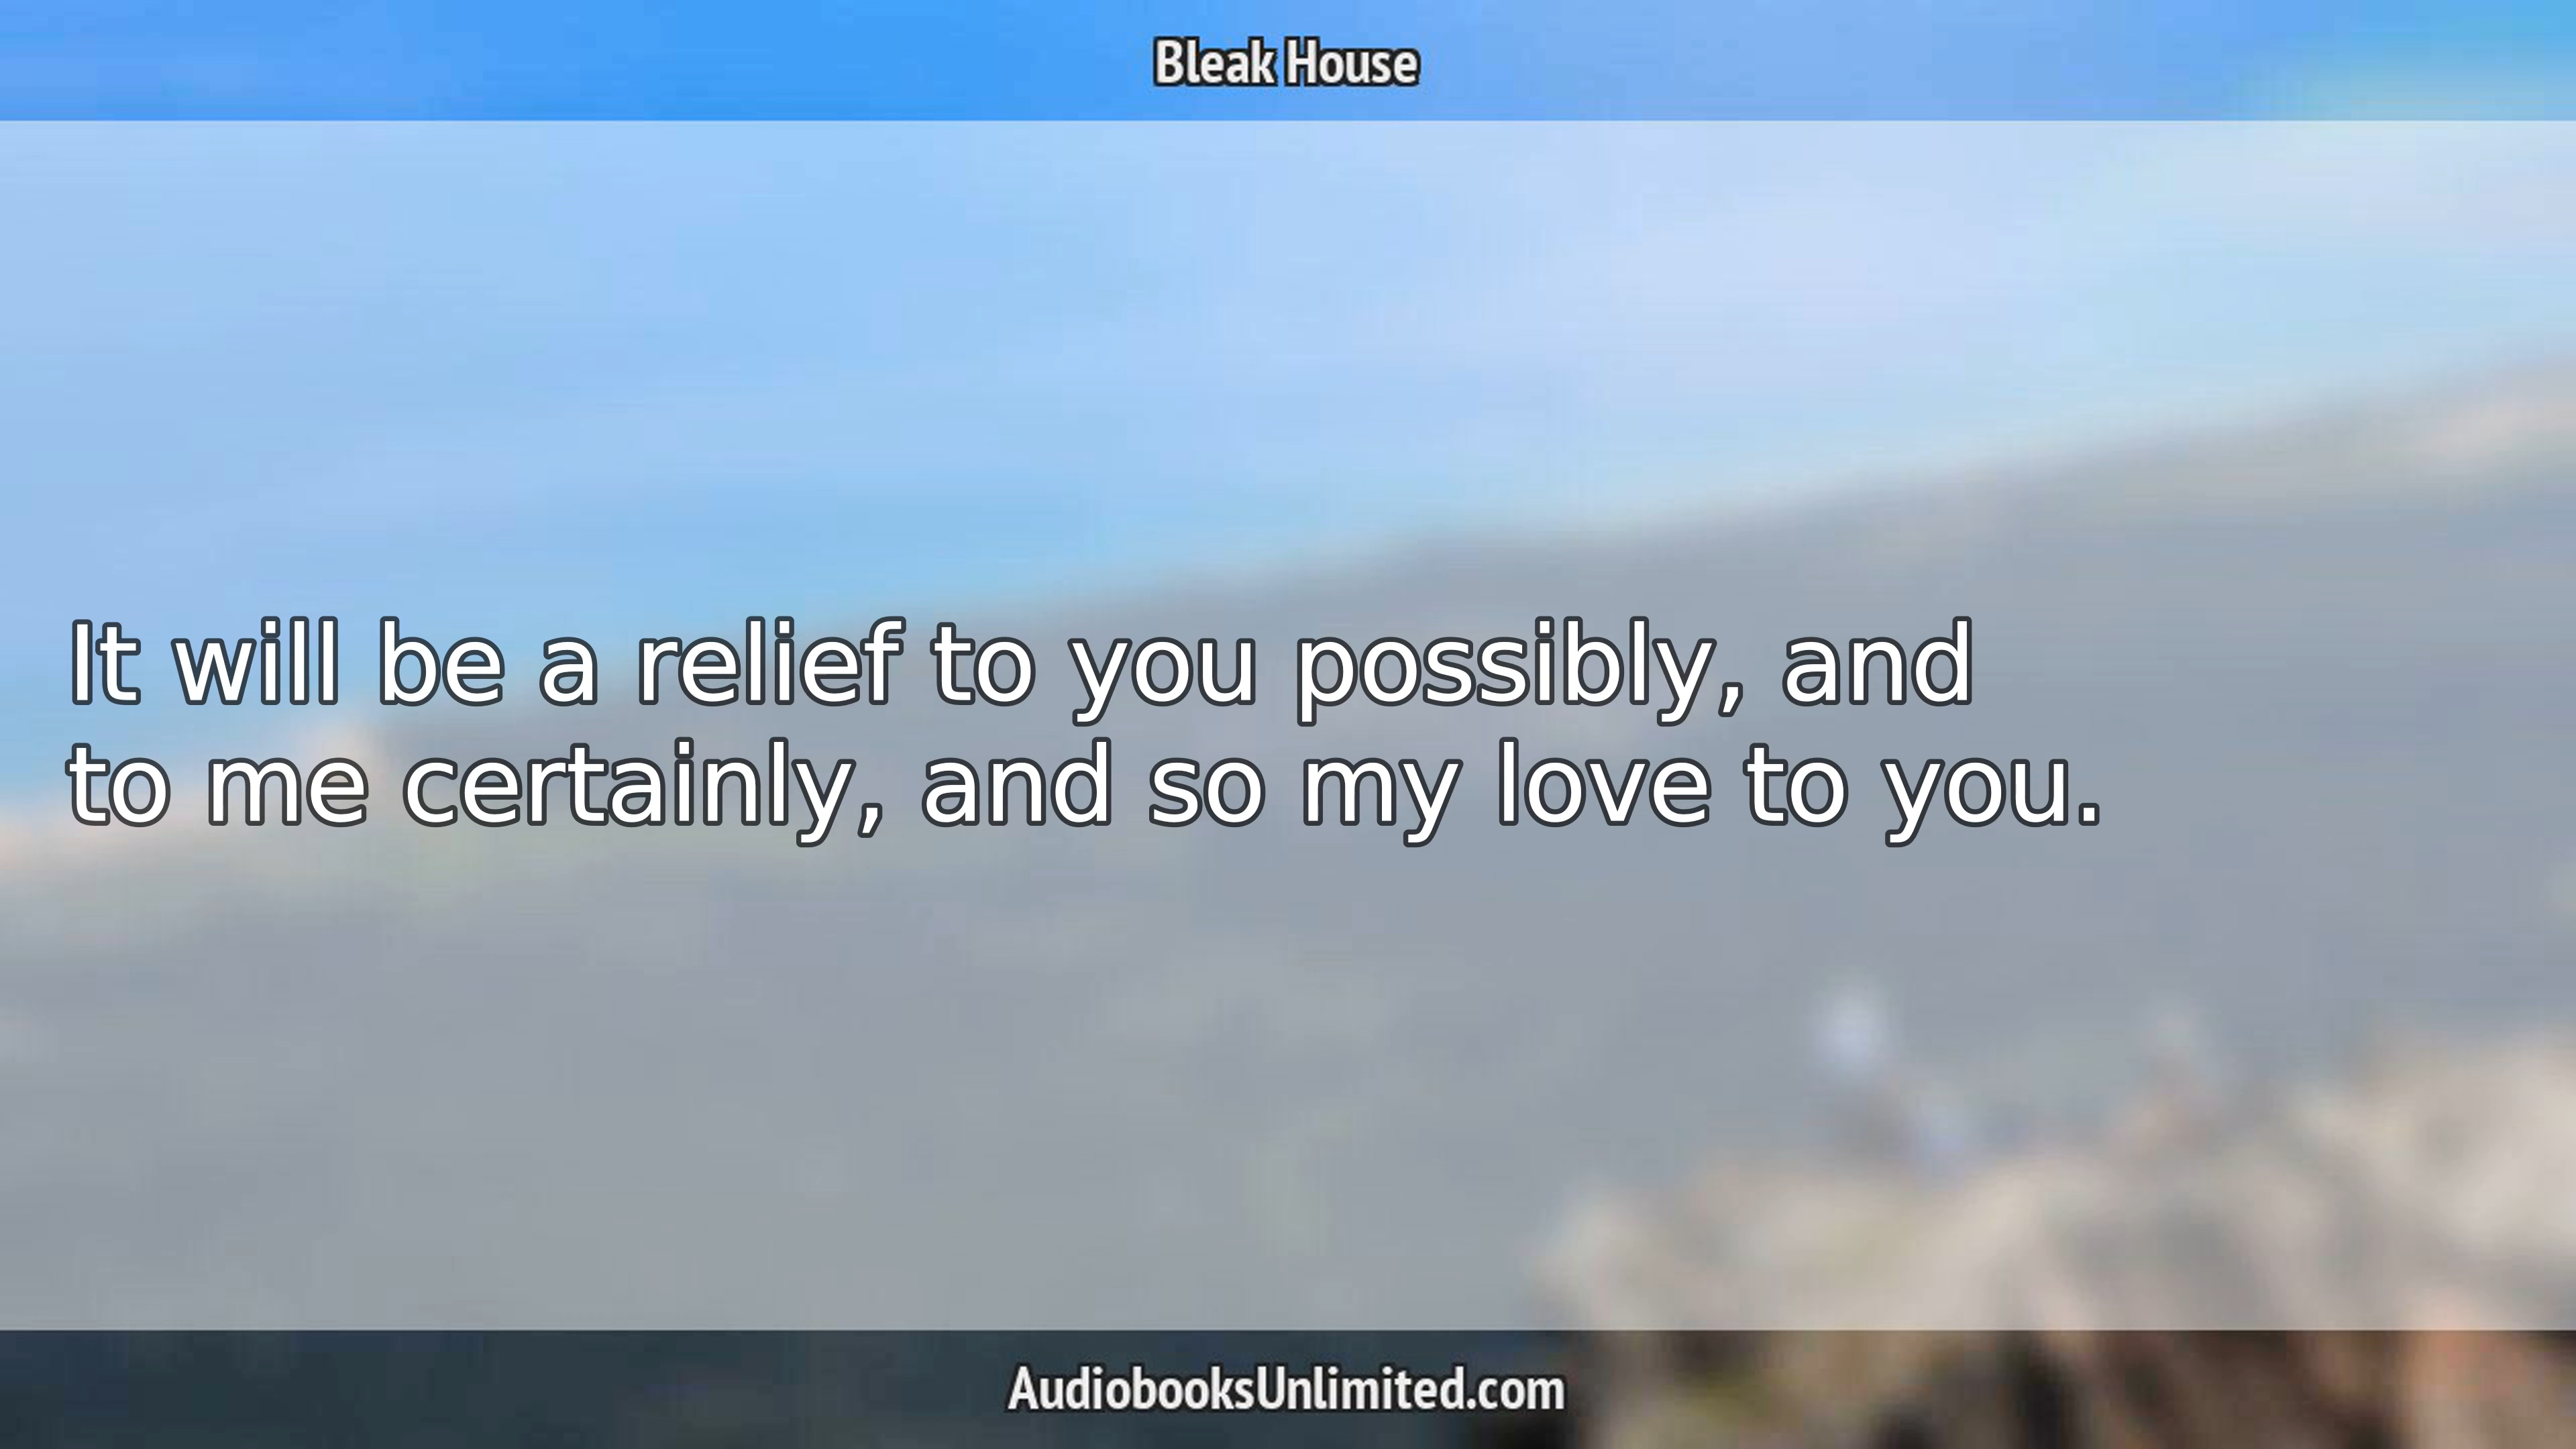 Bleak House
It will be a relief to you possibly, and
to me certainly, and so my love to you.
AudiobooksUnlimited.com